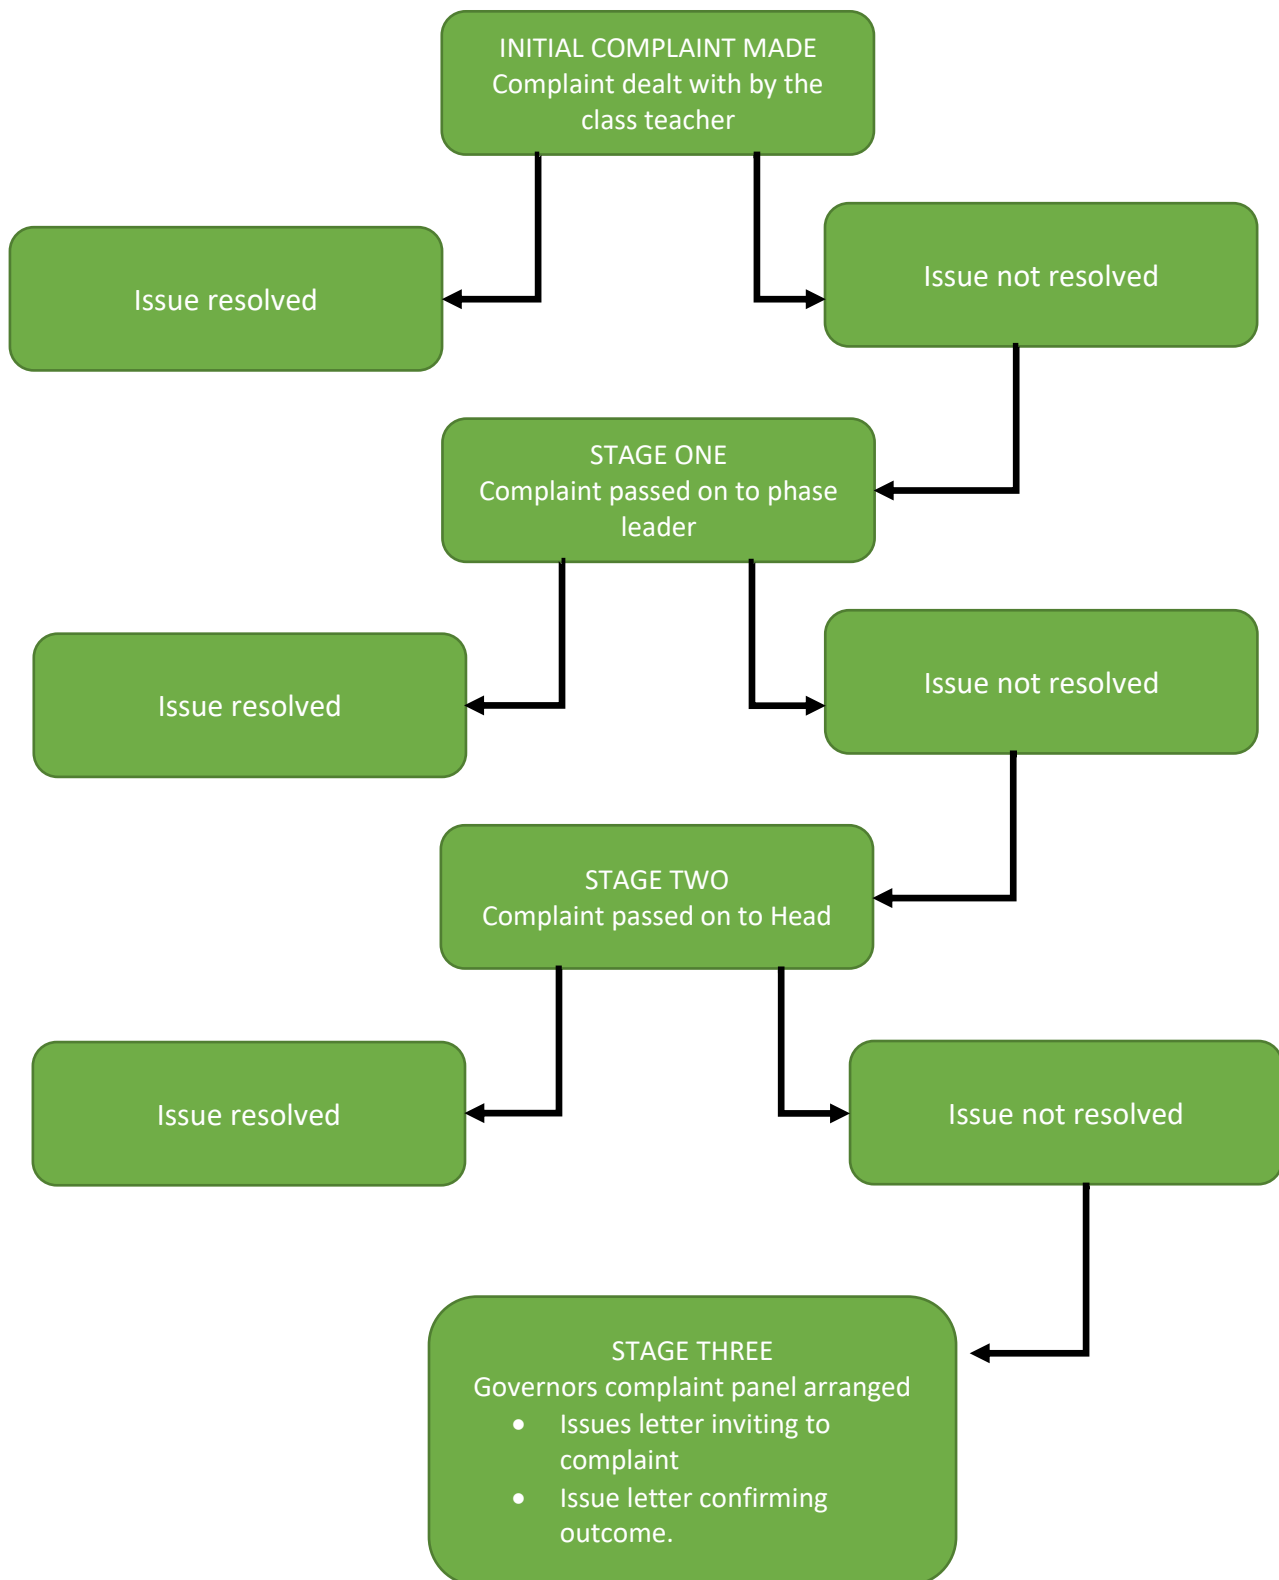 INITIAL COMPLAINT MADE
Complaint dealt with by the
class teacher
Issue resolved
Issue not resolved
STAGE ONE
Complaint passed on to phase
leader
Issue resolved
Issue not resolved
STAGE TWO
Complaint passed on to Head
Issue resolved
Issue not resolved
STAGE THREE
Governors complaint panel arranged
• Issues letter inviting to
complaint
• Issue letter confirming
outcome.